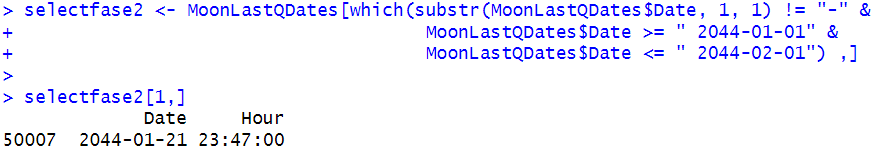 > selectfase2 <- MoonLastQDates[which(substr(MoonLastQDates$Date, 1, 1) != "-" &
+                                    MoonLastQDates$Date >= " 2044-01-01" &
+                                    MoonLastQDates$Date <= " 2044-02-01") ,]
>
> selectfase2[1,]
             Date     Hour
50007  2044-01-21 23:47:00